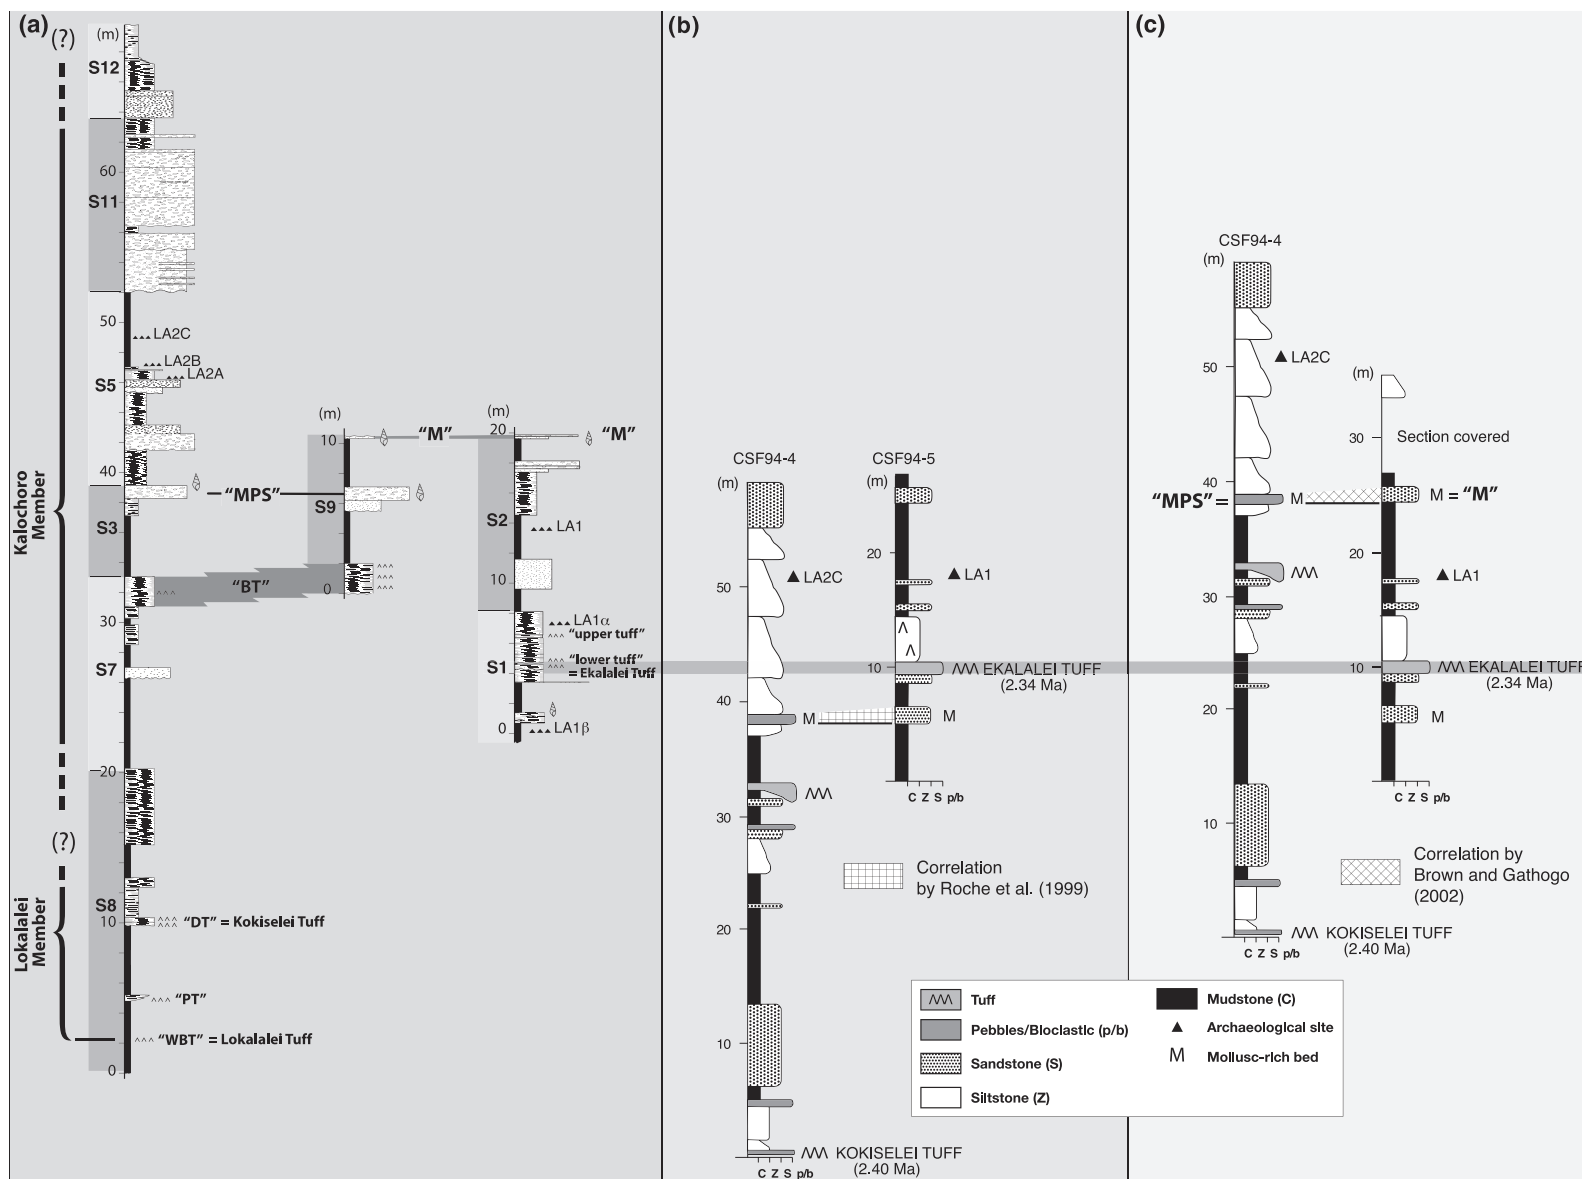 (a)
(?)
(m)
S12
60
S11
50
LA2C
LA2B
LA2A
S5
40
"MPS"
S3
"BT"
30
S7
20
(?)
S8
10
"DT" = Kokiselei Tuff
"PT"
"WBT" = Lokalalei Tuff
0
Kalochoro
Member
Lokalalei
Member
(m)
10
"M"
S9
0
(m)
20
"M"
S2
LA1
10
LA1α
"upper tuff"
S1
"lower tuff"
= Ekalalei Tuff
0
LA1β
(b)
CSF94-4
(m)
50
LA2C
40
M
30
20
10
KOKISELEI TUFF
(2.40 Ma)
C Z S p/b
CSF94-5
(m)
20
LA1
10
EKALALEI TUFF
(2.34 Ma)
M
C Z S p/b
Correlation
by Roche et al. (1999)
(c)
CSF94-4
(m)
50
LA2C
40
"MPS" =
M
30
20
10
KOKISELEI TUFF
(2.40 Ma)
C Z S p/b
(m)
30
Section covered
M = "M"
20
LA1
10
EKALALEI TUFF
(2.34 Ma)
M
C Z S p/b
Correlation by
Brown and Gathogo
(2002)
Tuff
Pebbles/Bioclastic (p/b)
Sandstone (S)
Siltstone (Z)
Mudstone (C)
Archaeological site
M
Mollusc-rich bed